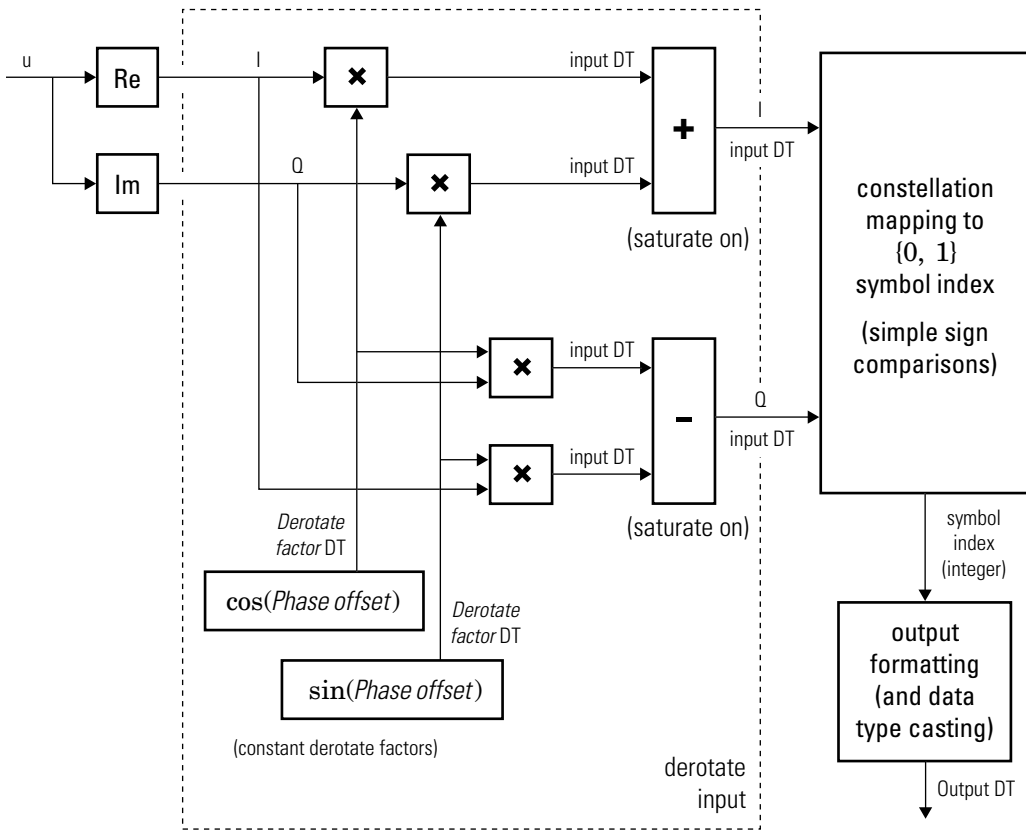 u
Re
I
×
input DT
+
I
input DT
Im
Q
×
input DT
(saturate on)
constellation
mapping to
{0, 1}
symbol index
(simple sign
comparisons)
×
input DT
−
Q
input DT
×
input DT
(saturate on)
Derotate
factor DT
cos(Phase offset)
Derotate
factor DT
sin(Phase offset)
(constant derotate factors)
derotate
input
symbol
index
(integer)
output
formatting
(and data
type casting)
Output DT